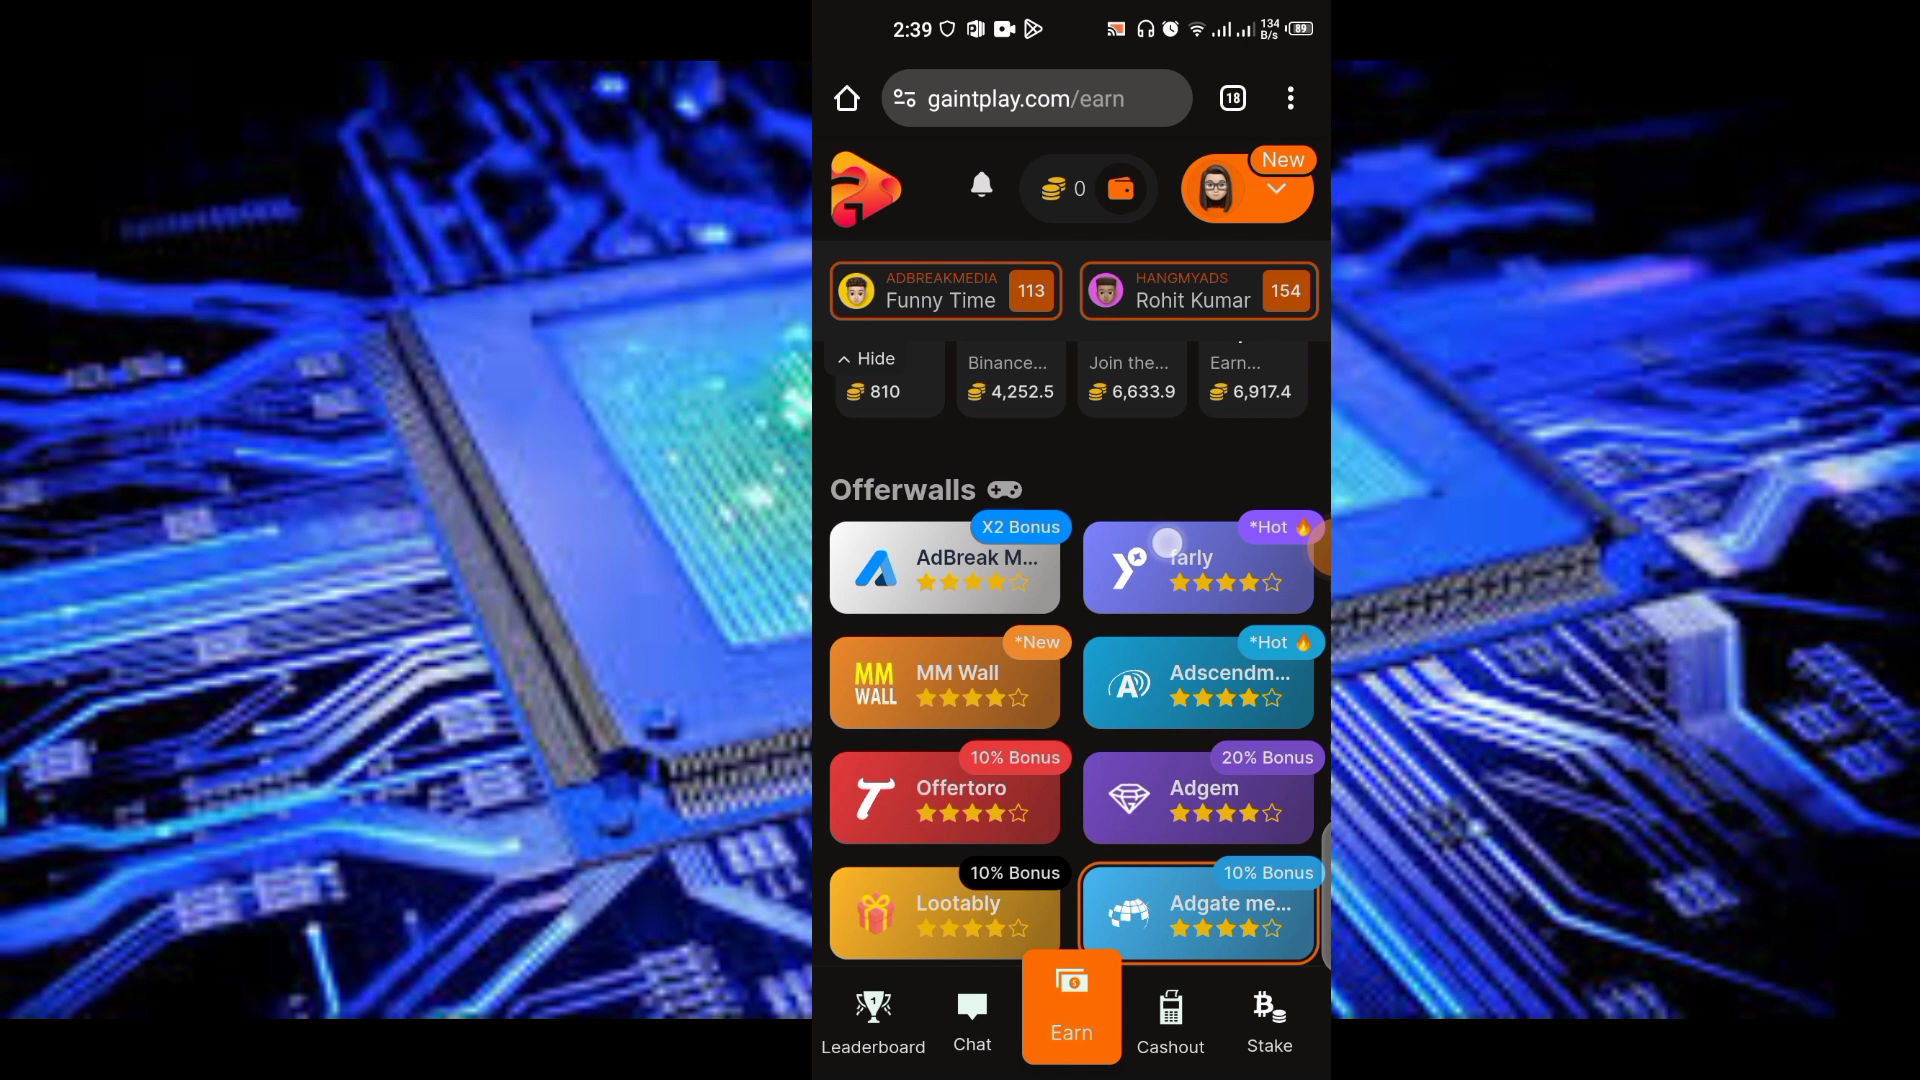 2:39
134
B/s
89
gaintplay.com/earn
18
0
New
ADBREAKMEDIA
Funny Time
113
HANGMYADS
Rohit Kumar
154
Hide
Binance...
Join the...
Earn...
810
4,252.5
6,633.9
6,917.4
Offerwalls
X2 Bonus
AdBreak M...
*Hot 🔥
farly
*New
MM
WALL
MM Wall
*Hot 🔥
Adscendm...
10% Bonus
Offertoro
20% Bonus
Adgem
10% Bonus
Lootably
10% Bonus
Adgate me...
Leaderboard
Chat
Earn
Cashout
Stake